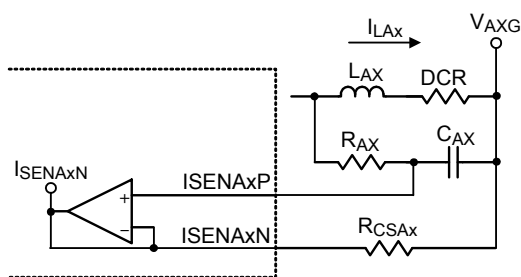 V_AXG
I_LAx
L_AX DCR
R_AX C_AX
I_SENAxN
ISENAxP
+
−
ISENAxN R_CSAx